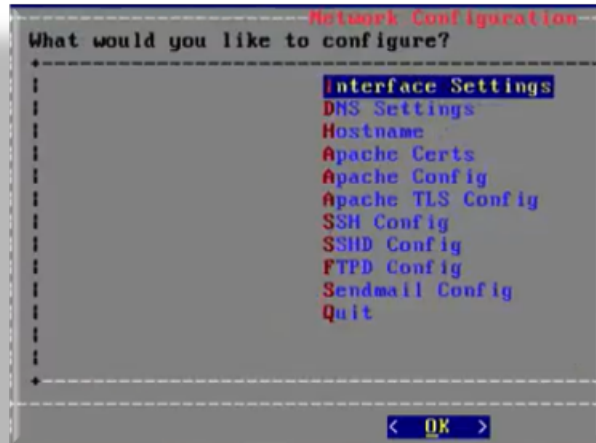 Network Configuration
What would you like to configure?
Interface Settings
DNS Settings
Hostname
Apache Certs
Apache Config
Apache TLS Config
SSH Config
SSHD Config
FTPD Config
Sendmail Config
Quit
< OK >